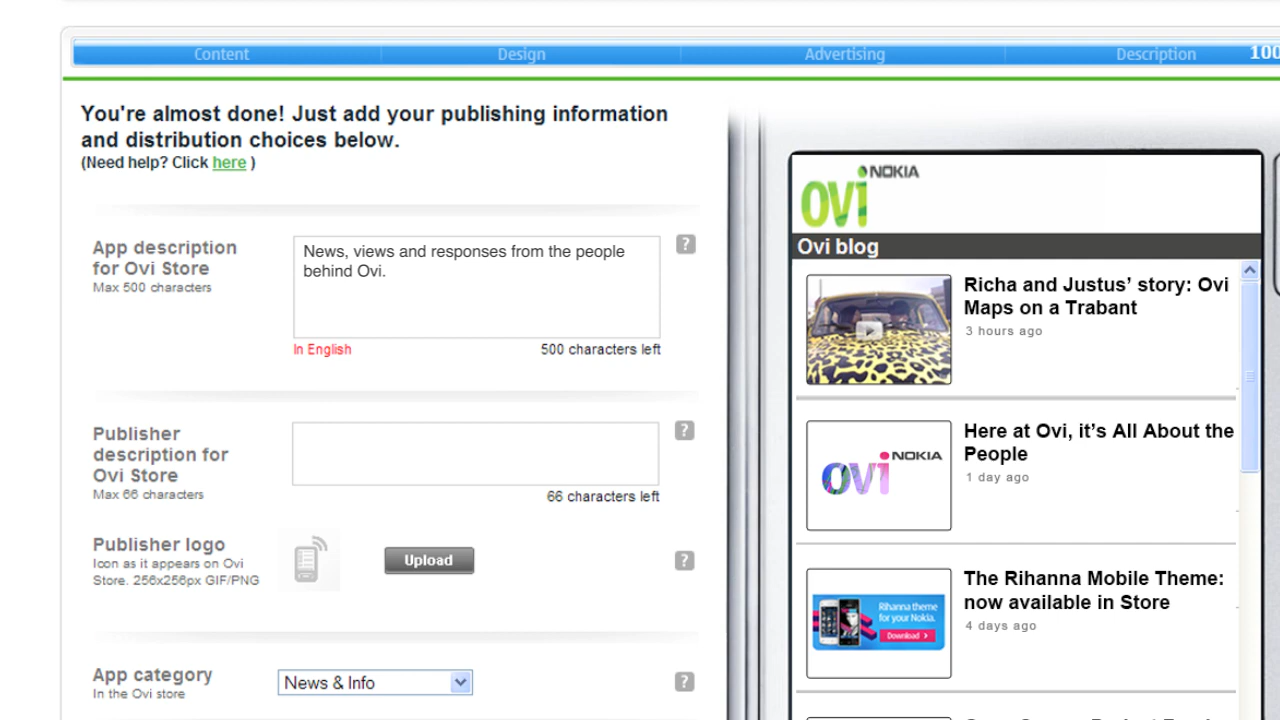 Content Design Advertising Description 100
You're almost done! Just add your publishing information
and distribution choices below.
(Need help? Click here )
App description
for Ovi Store
Max 500 characters
News, views and responses from the people
behind Ovi.
?
In English
500 characters left
Publisher
description for
Ovi Store
Max 66 characters
?
66 characters left
Publisher logo
Icon as it appears on Ovi
Store. 256x256px GIF/PNG
Upload
?
App category
In the Ovi store
News & Info
?
OVI NOKIA
Ovi blog
Richa and Justus’ story: Ovi
Maps on a Trabant
3 hours ago
OVI NOKIA
Here at Ovi, it’s All About the
People
1 day ago
Rihanna theme
for your Nokia.
Download >
The Rihanna Mobile Theme:
now available in Store
4 days ago